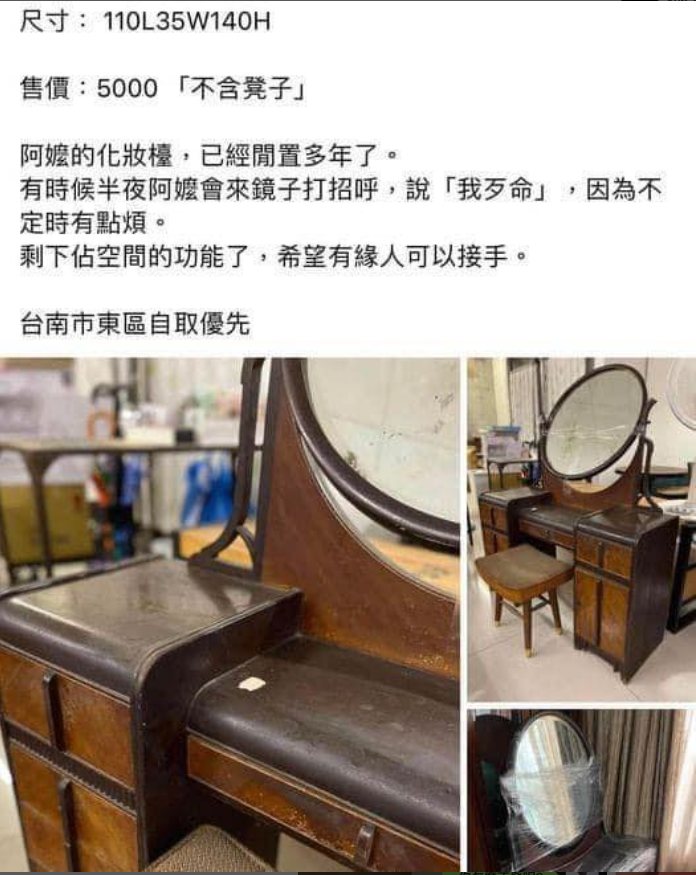 尺寸： 110L35W140H
售價：5000 「不含凳子」
阿嬤的化妝檯，已經閒置多年了。
有時候半夜阿嬤會來鏡子打招呼，說「我歹命」，因為不
定時有點煩。
剩下佔空間的功能了，希望有緣人可以接手。
台南市東區自取優先